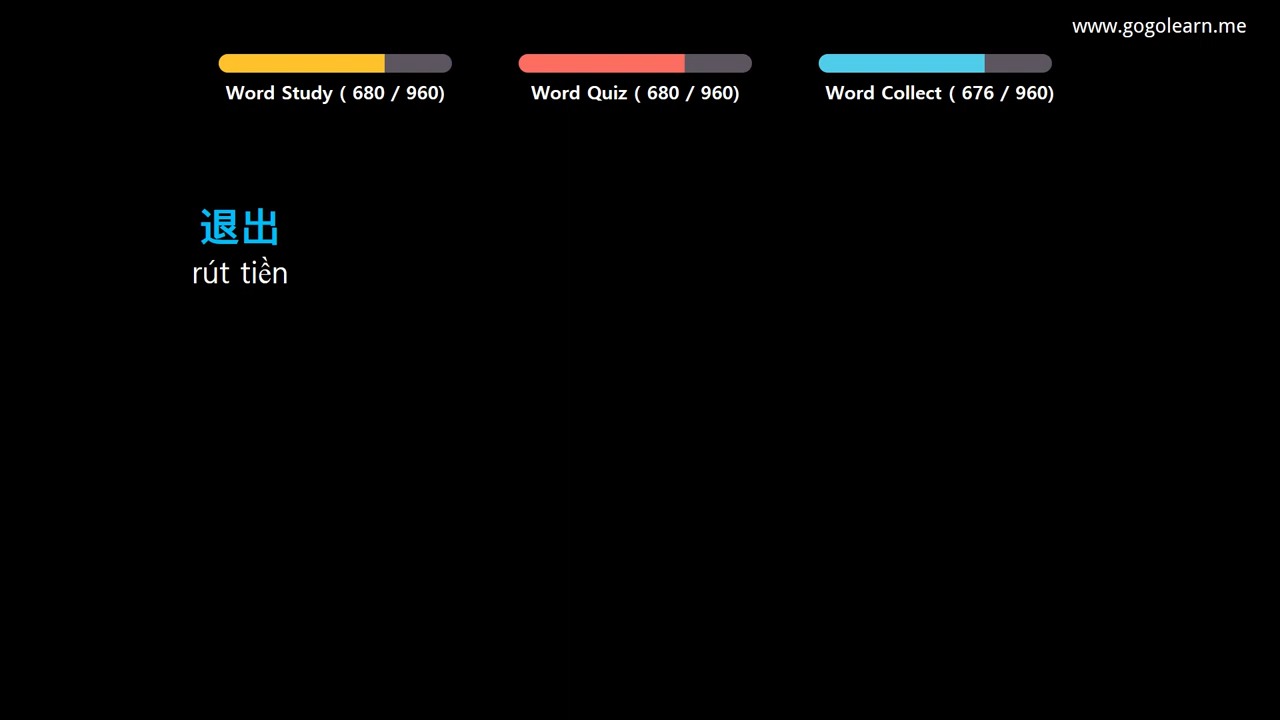 www.gogolearn.me
Word Study ( 680 / 960)
Word Quiz ( 680 / 960)
Word Collect ( 676 / 960)
退出
rút tiền